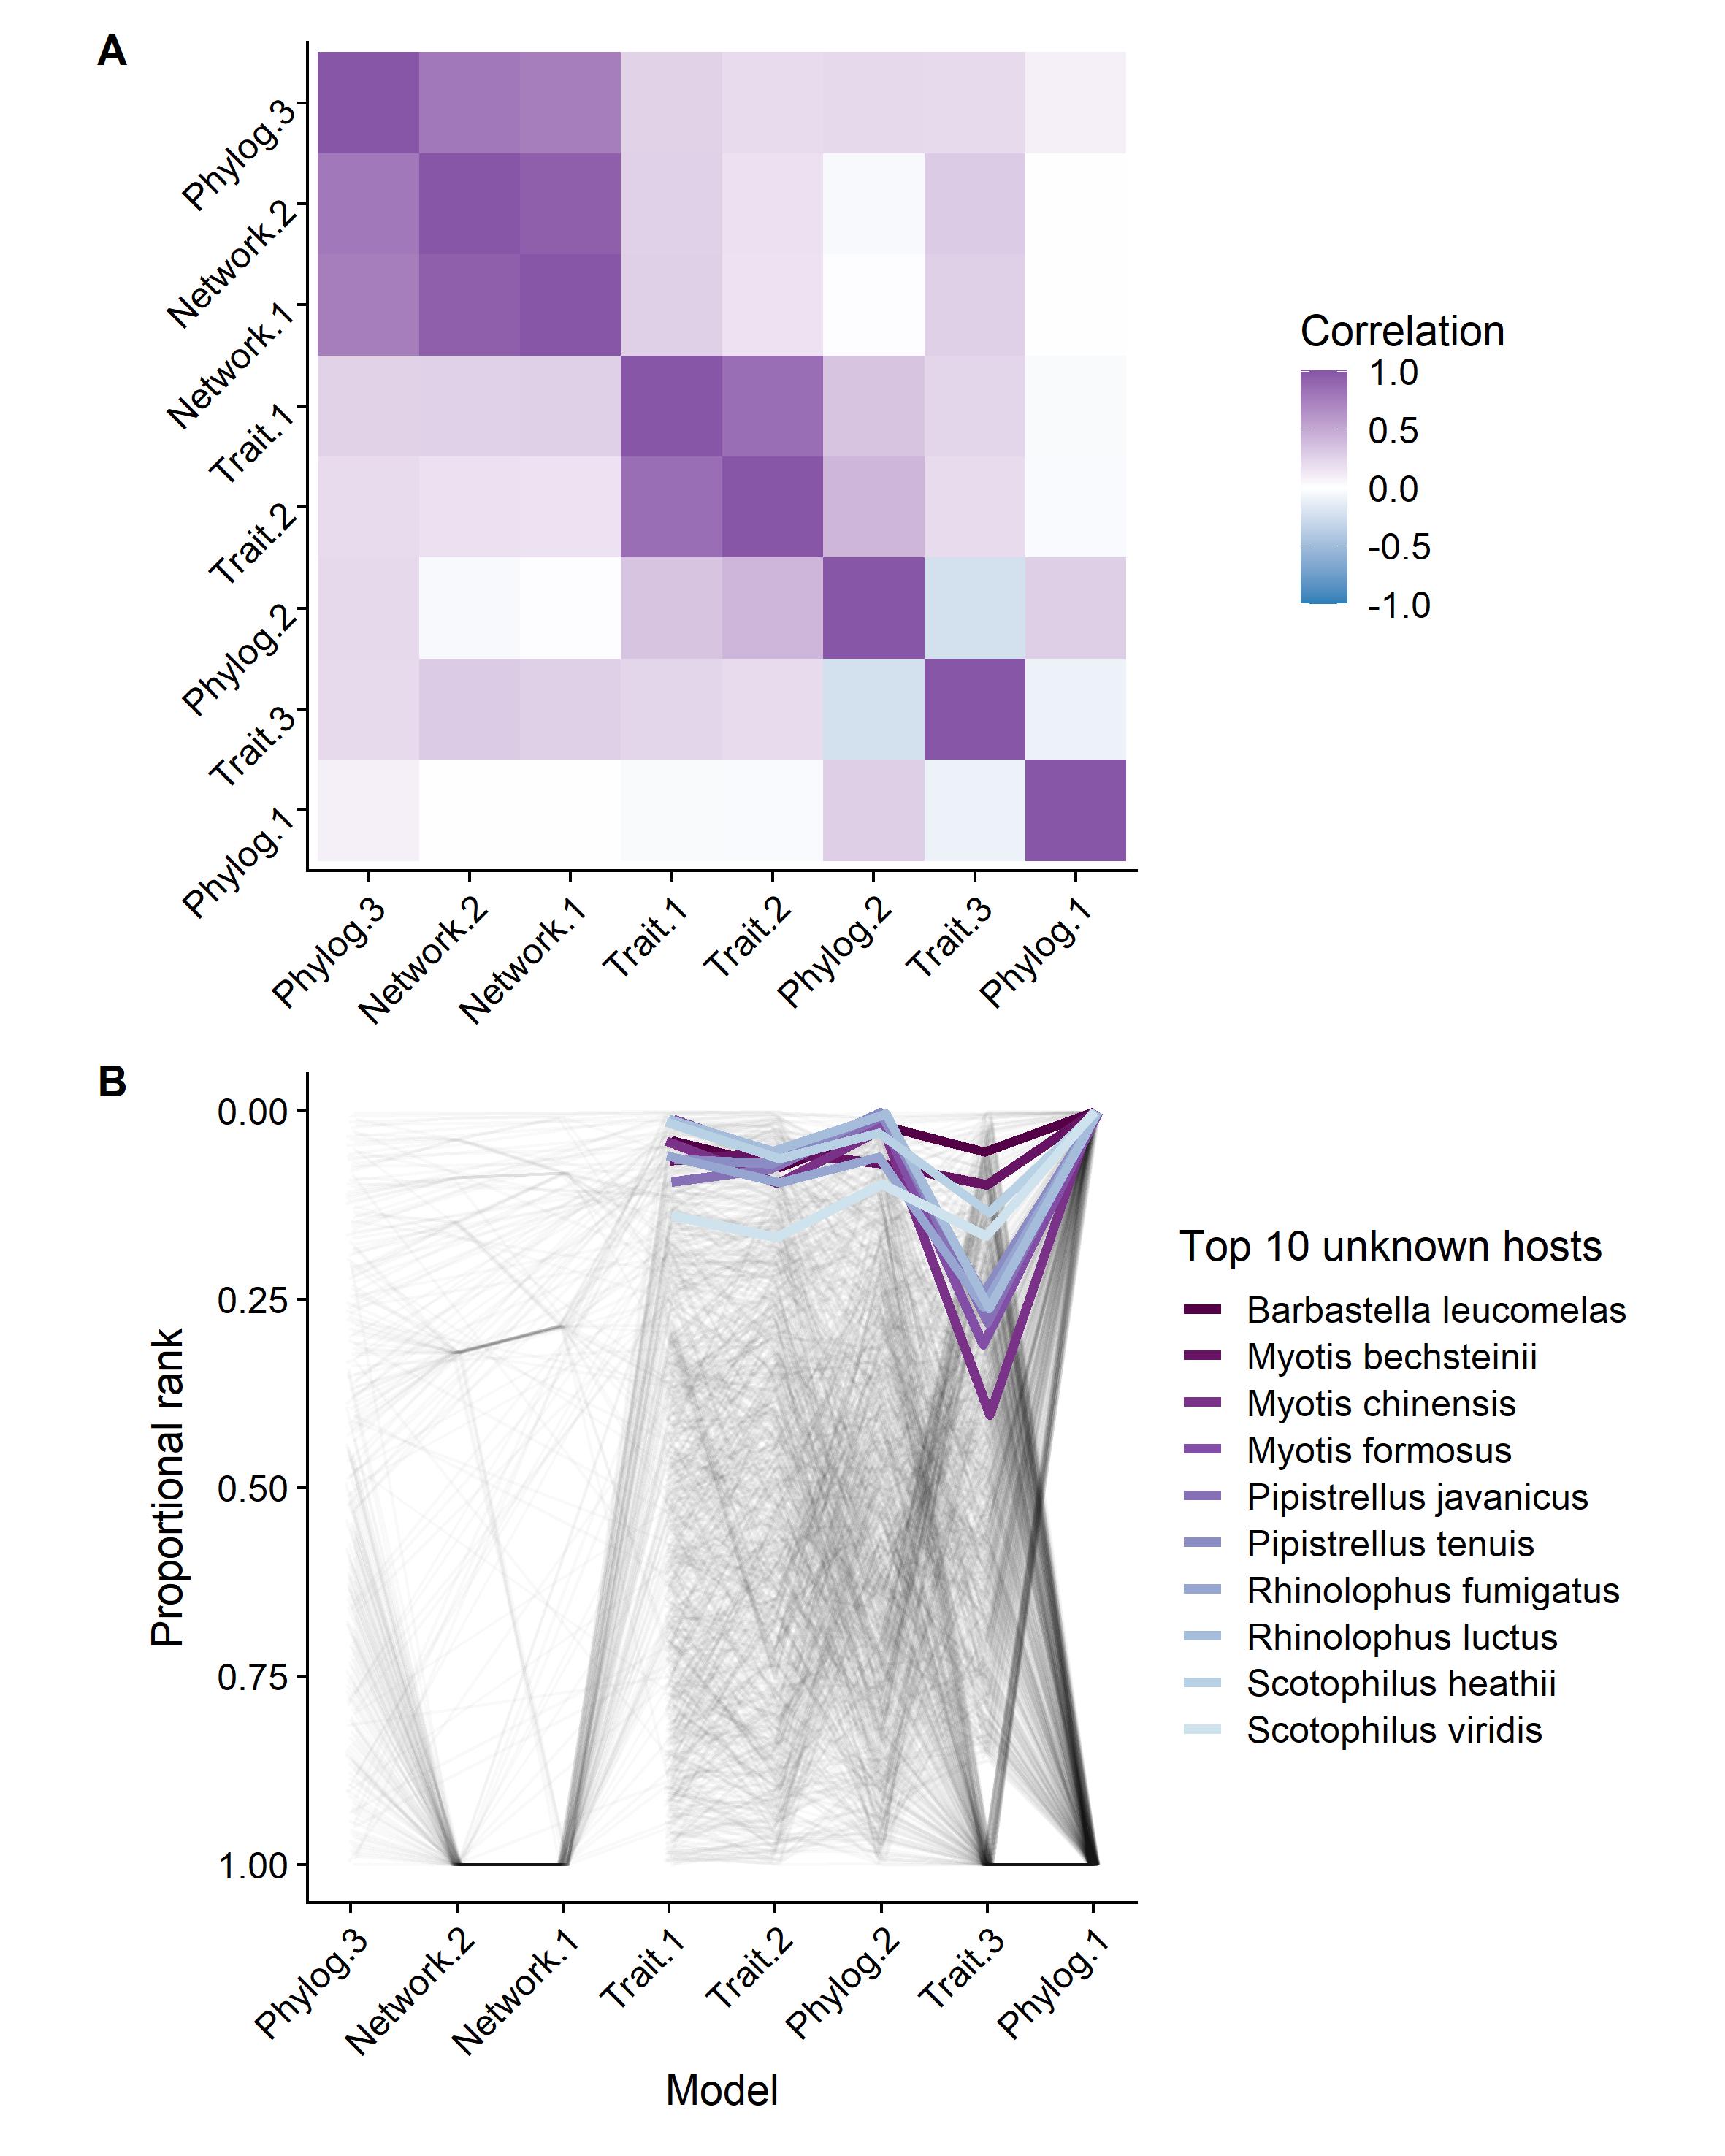 A
Phylog.3
Network.2
Network.1
Trait.1
Trait.2
Phylog.2
Trait.3
Phylog.1
Phylog.3
Network.2
Network.1
Trait.1
Trait.2
Phylog.2
Trait.3
Phylog.1
Correlation
1.0
0.5
0.0
-0.5
-1.0
B
Proportional rank
0.00
0.25
0.50
0.75
1.00
Phylog.3
Network.2
Network.1
Trait.1
Trait.2
Phylog.2
Trait.3
Phylog.1
Model
Top 10 unknown hosts
Barbastella leucomelas
Myotis bechsteinii
Myotis chinensis
Myotis formosus
Pipistrellus javanicus
Pipistrellus tenuis
Rhinolophus fumigatus
Rhinolophus luctus
Scotophilus heathii
Scotophilus viridis